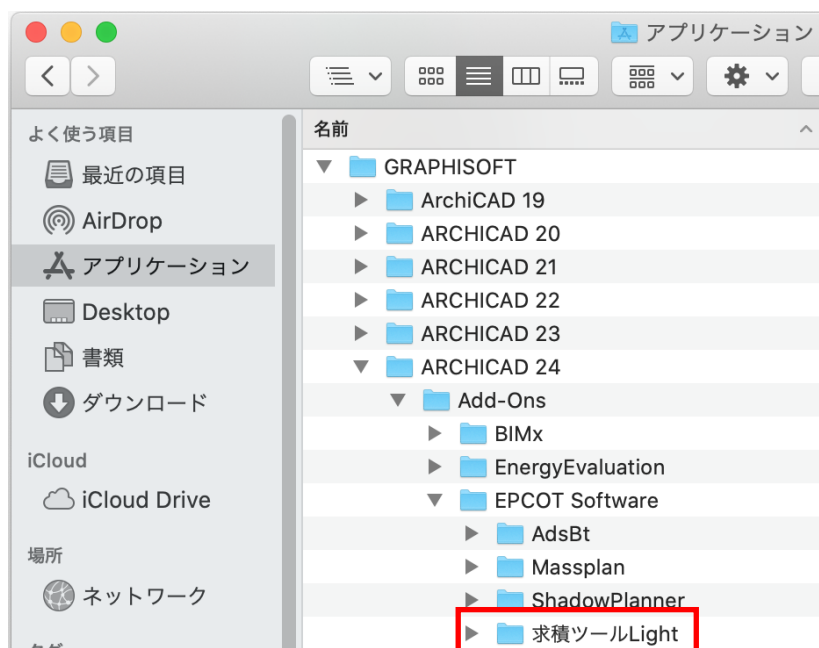 アプリケーション
よく使う項目
最近の項目
AirDrop
アプリケーション
Desktop
書類
ダウンロード
iCloud
iCloud Drive
場所
ネットワーク
タグ
名前
GRAPHISOFT
ArchiCAD 19
ARCHICAD 20
ARCHICAD 21
ARCHICAD 22
ARCHICAD 23
ARCHICAD 24
Add-Ons
BIMx
EnergyEvaluation
EPCOT Software
AdsBt
Massplan
ShadowPlanner
求積ツールLight